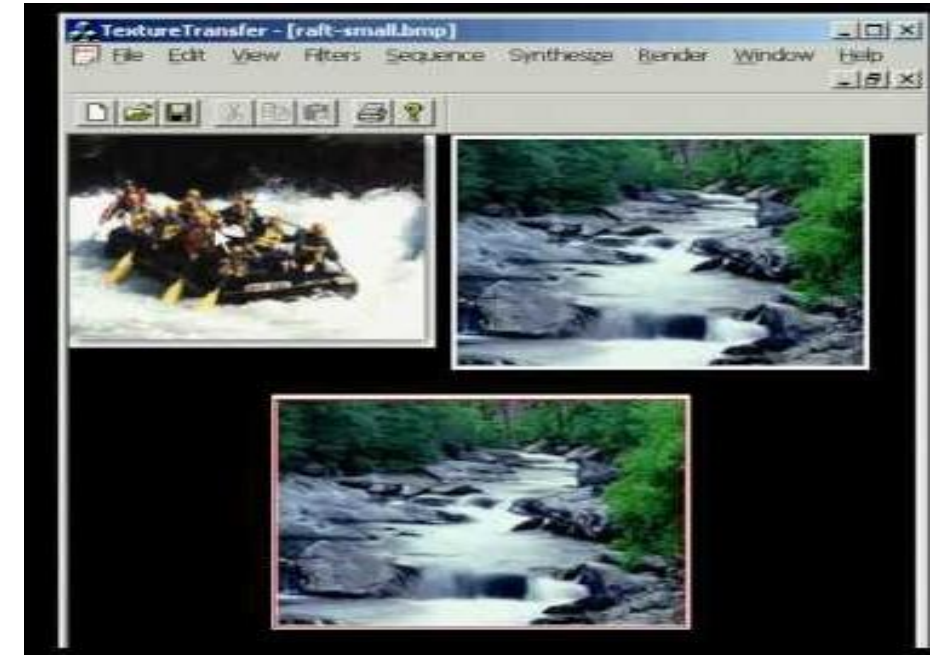 TextureTransfer - [raft-small.bmp]
File Edit View Filters Sequence Synthesize Render Window Help